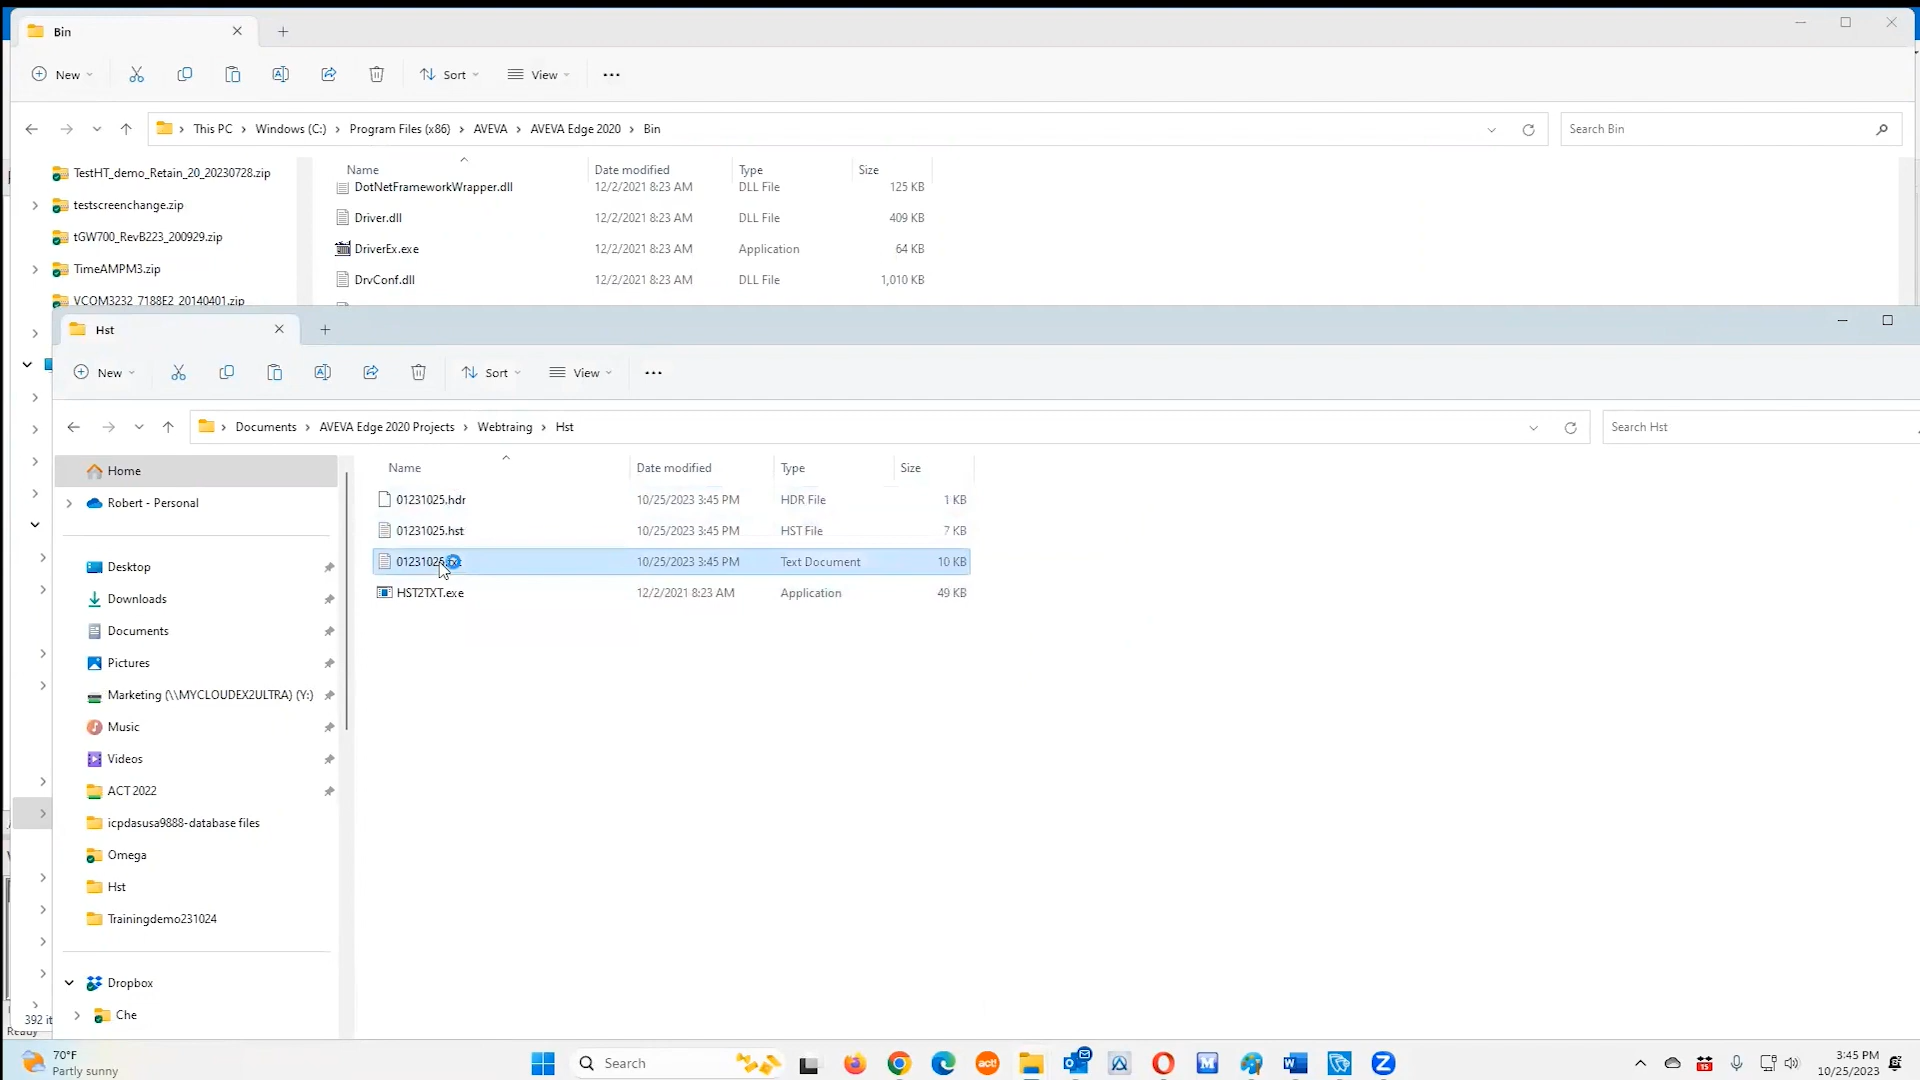 Bin
New
Sort
View
This PC > Windows (C:) > Program Files (x86) > AVEVA > AVEVA Edge 2020 > Bin
Search Bin
TestHT_demo_Retain_20_20230728.zip
testscreenchange.zip
tGW700_RevB223_200929.zip
TimeAMPM3.zip
VCOM3232_7188E2_20140401.zip
Name Date modified Type Size
DotNetFrameworkWrapper.dll 12/2/2021 8:23 AM DLL File 125 KB
Driver.dll 12/2/2021 8:23 AM DLL File 409 KB
DriverEx.exe 12/2/2021 8:23 AM Application 64 KB
DrvConf.dll 12/2/2021 8:23 AM DLL File 1,010 KB
Hst
New
Sort
View
Documents > AVEVA Edge 2020 Projects > Webtraing > Hst
Search Hst
Home
Robert - Personal
Desktop
Downloads
Documents
Pictures
Marketing (\\MYCLOUDEX2ULTRA) (Y:)
Music
Videos
ACT 2022
icpdasusa9888-database files
Omega
Hst
Trainingdemo231024
Dropbox
Che
Name Date modified Type Size
01231025.hdr 10/25/2023 3:45 PM HDR File 1 KB
01231025.hst 10/25/2023 3:45 PM HST File 7 KB
01231025.txt 10/25/2023 3:45 PM Text Document 10 KB
HST2TXT.exe 12/2/2021 8:23 AM Application 49 KB
392 it
Ready
70°F
Partly sunny
Search
act!
3:45 PM
10/25/2023